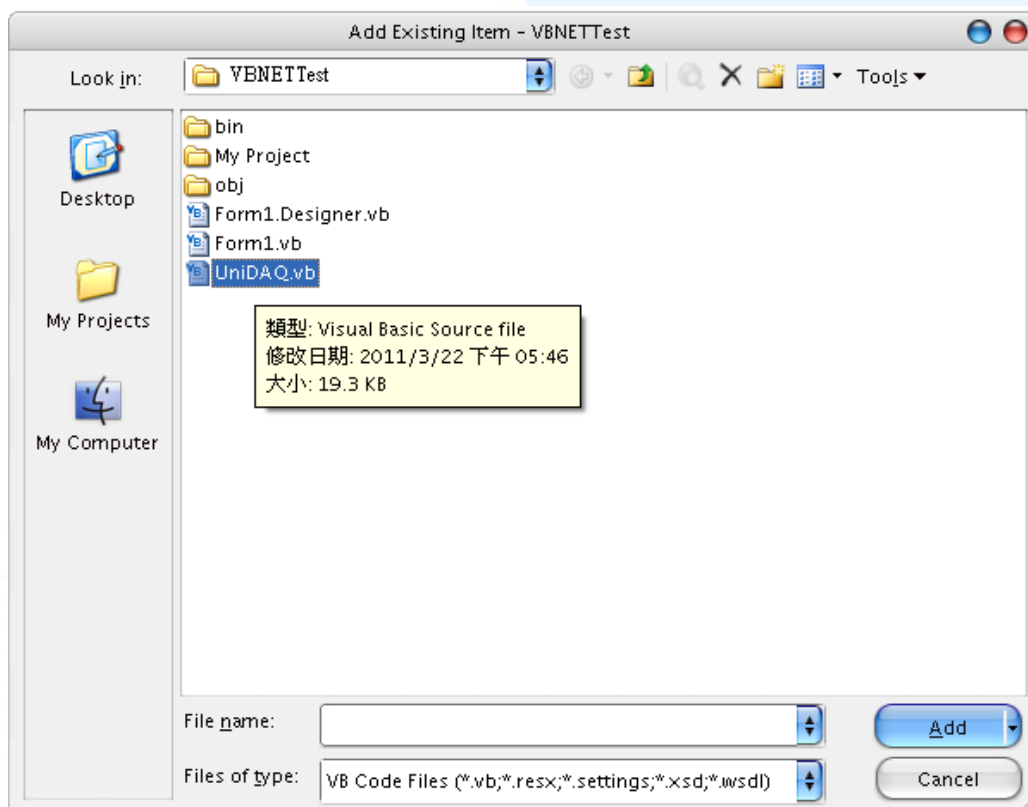 Add Existing Item - VBNETTest
Look in:
VBNETTest
Tools
Desktop
My Projects
My Computer
bin
My Project
obj
Form1.Designer.vb
Form1.vb
UniDAQ.vb
類型: Visual Basic Source file
修改日期: 2011/3/22 下午 05:46
大小: 19.3 KB
File name:
Add
Files of type:
VB Code Files (*.vb;*.resx;*.settings;*.xsd;*.wsdl)
Cancel